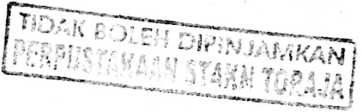 TIDAK BOLEH DIPINJAMKAN
PERPUSTAKAAN STAKN TORAJA